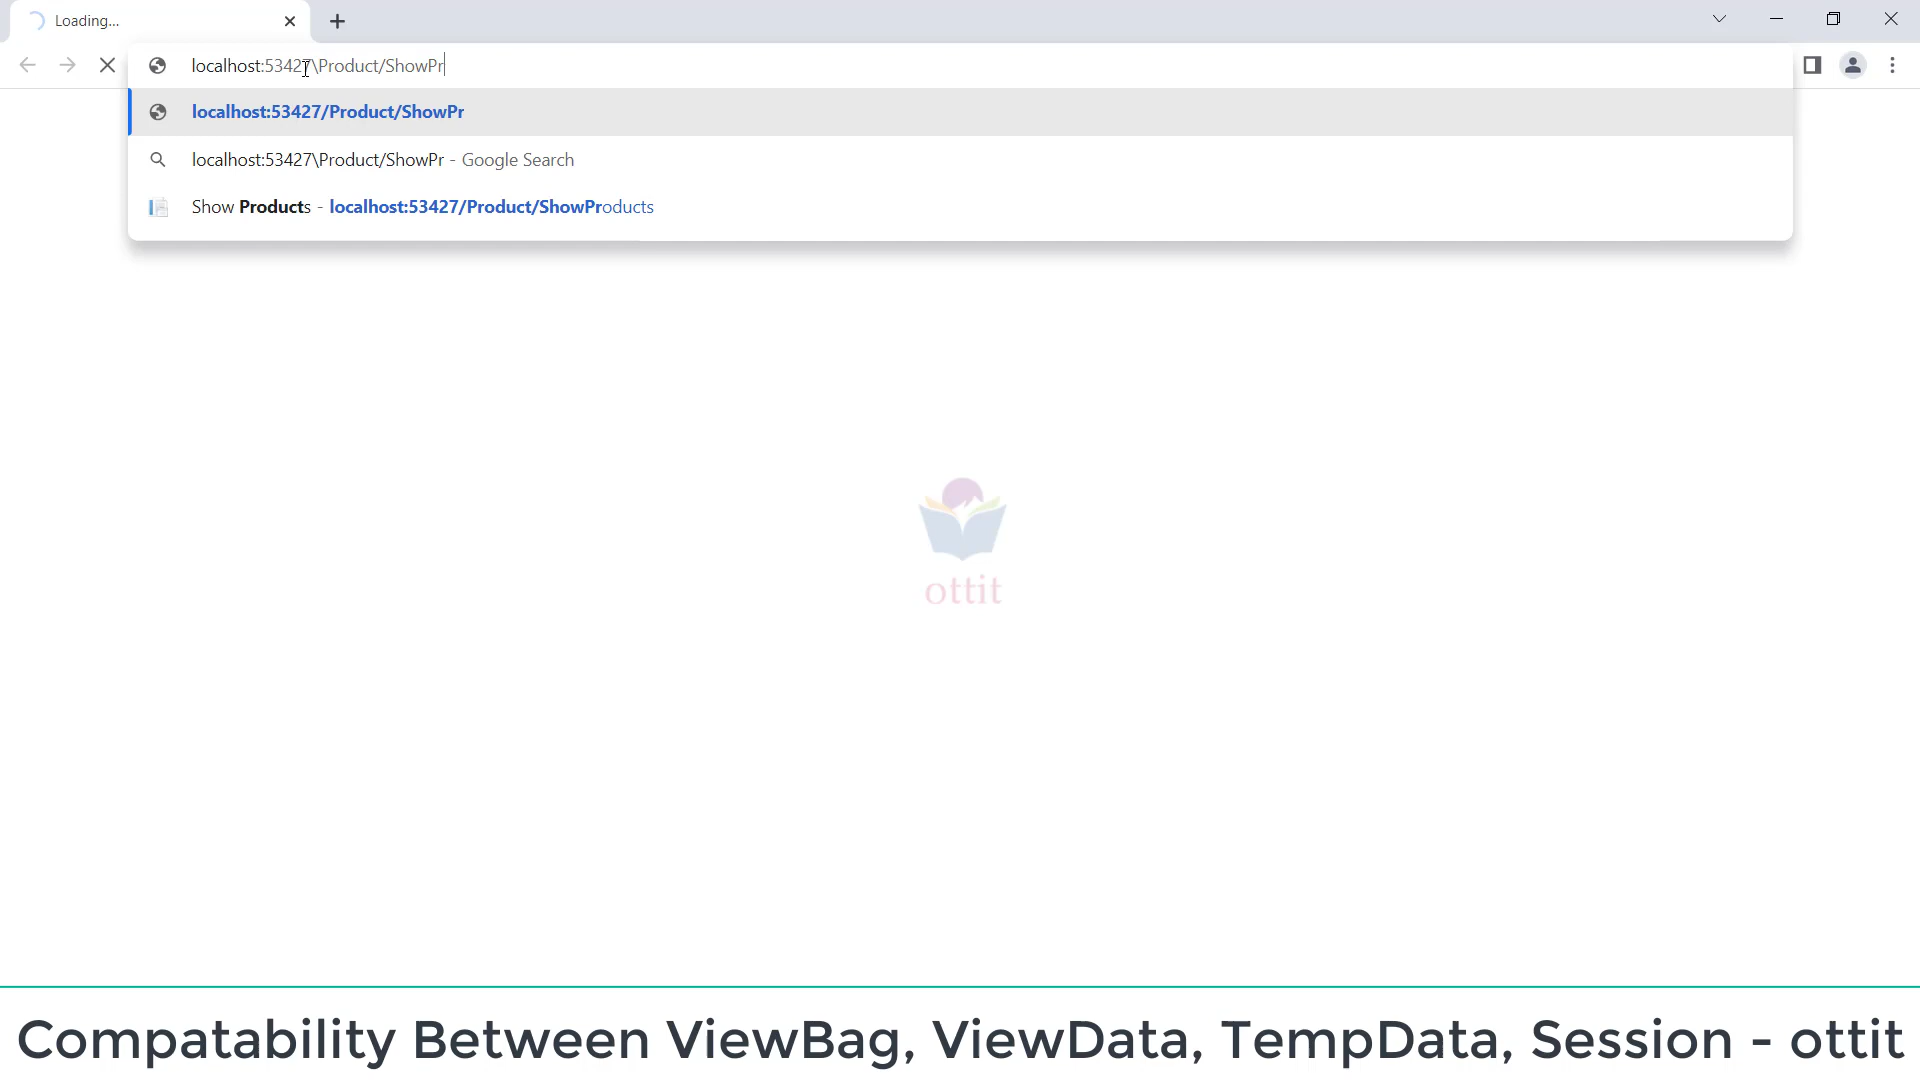 Loading...
localhost:53427\Product/ShowPr
localhost:53427/Product/ShowPr
localhost:53427\Product/ShowPr - Google Search
Show Products - localhost:53427/Product/ShowProducts
ottit
Compatability Between ViewBag, ViewData, TempData, Session - ottit